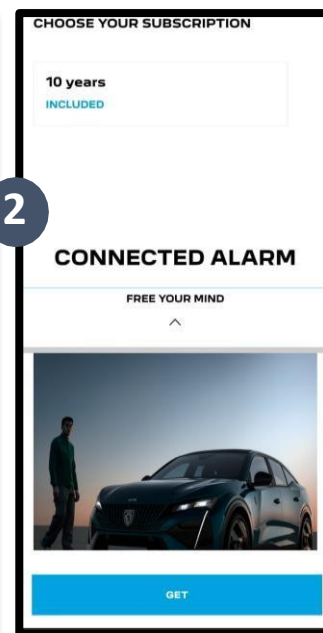 CHOOSE YOUR SUBSCRIPTION
10 years
INCLUDED
2
CONNECTED ALARM
FREE YOUR MIND
GET